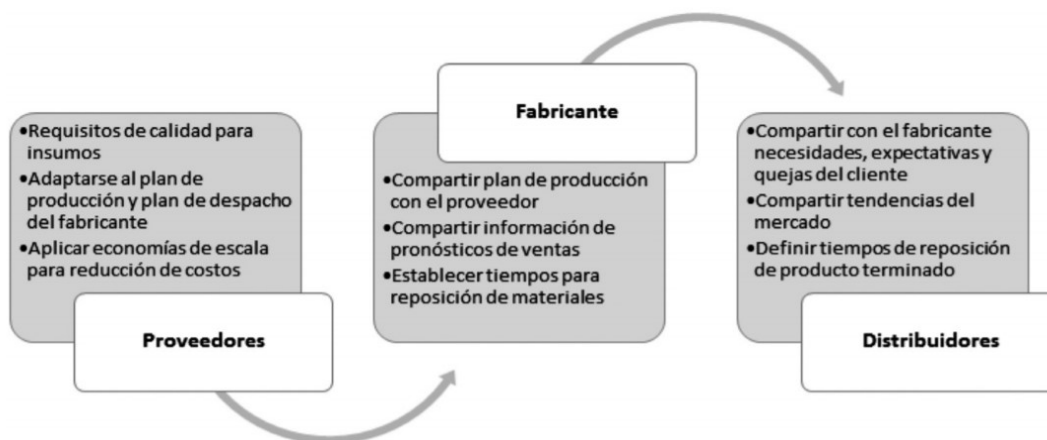 •Requisitos de calidad para
insumos
•Adaptarse al plan de
producción y plan de despacho
del fabricante
•Aplicar economías de escala
para reducción de costos
Proveedores
Fabricante
•Compartir plan de producción
con el proveedor
•Compartir información de
pronósticos de ventas
•Establecer tiempos para
reposición de materiales
•Compartir con el fabricante
necesidades, expectativas y
quejas del cliente
•Compartir tendencias del
mercado
•Definir tiempos de reposición
de producto terminado
Distribuidores